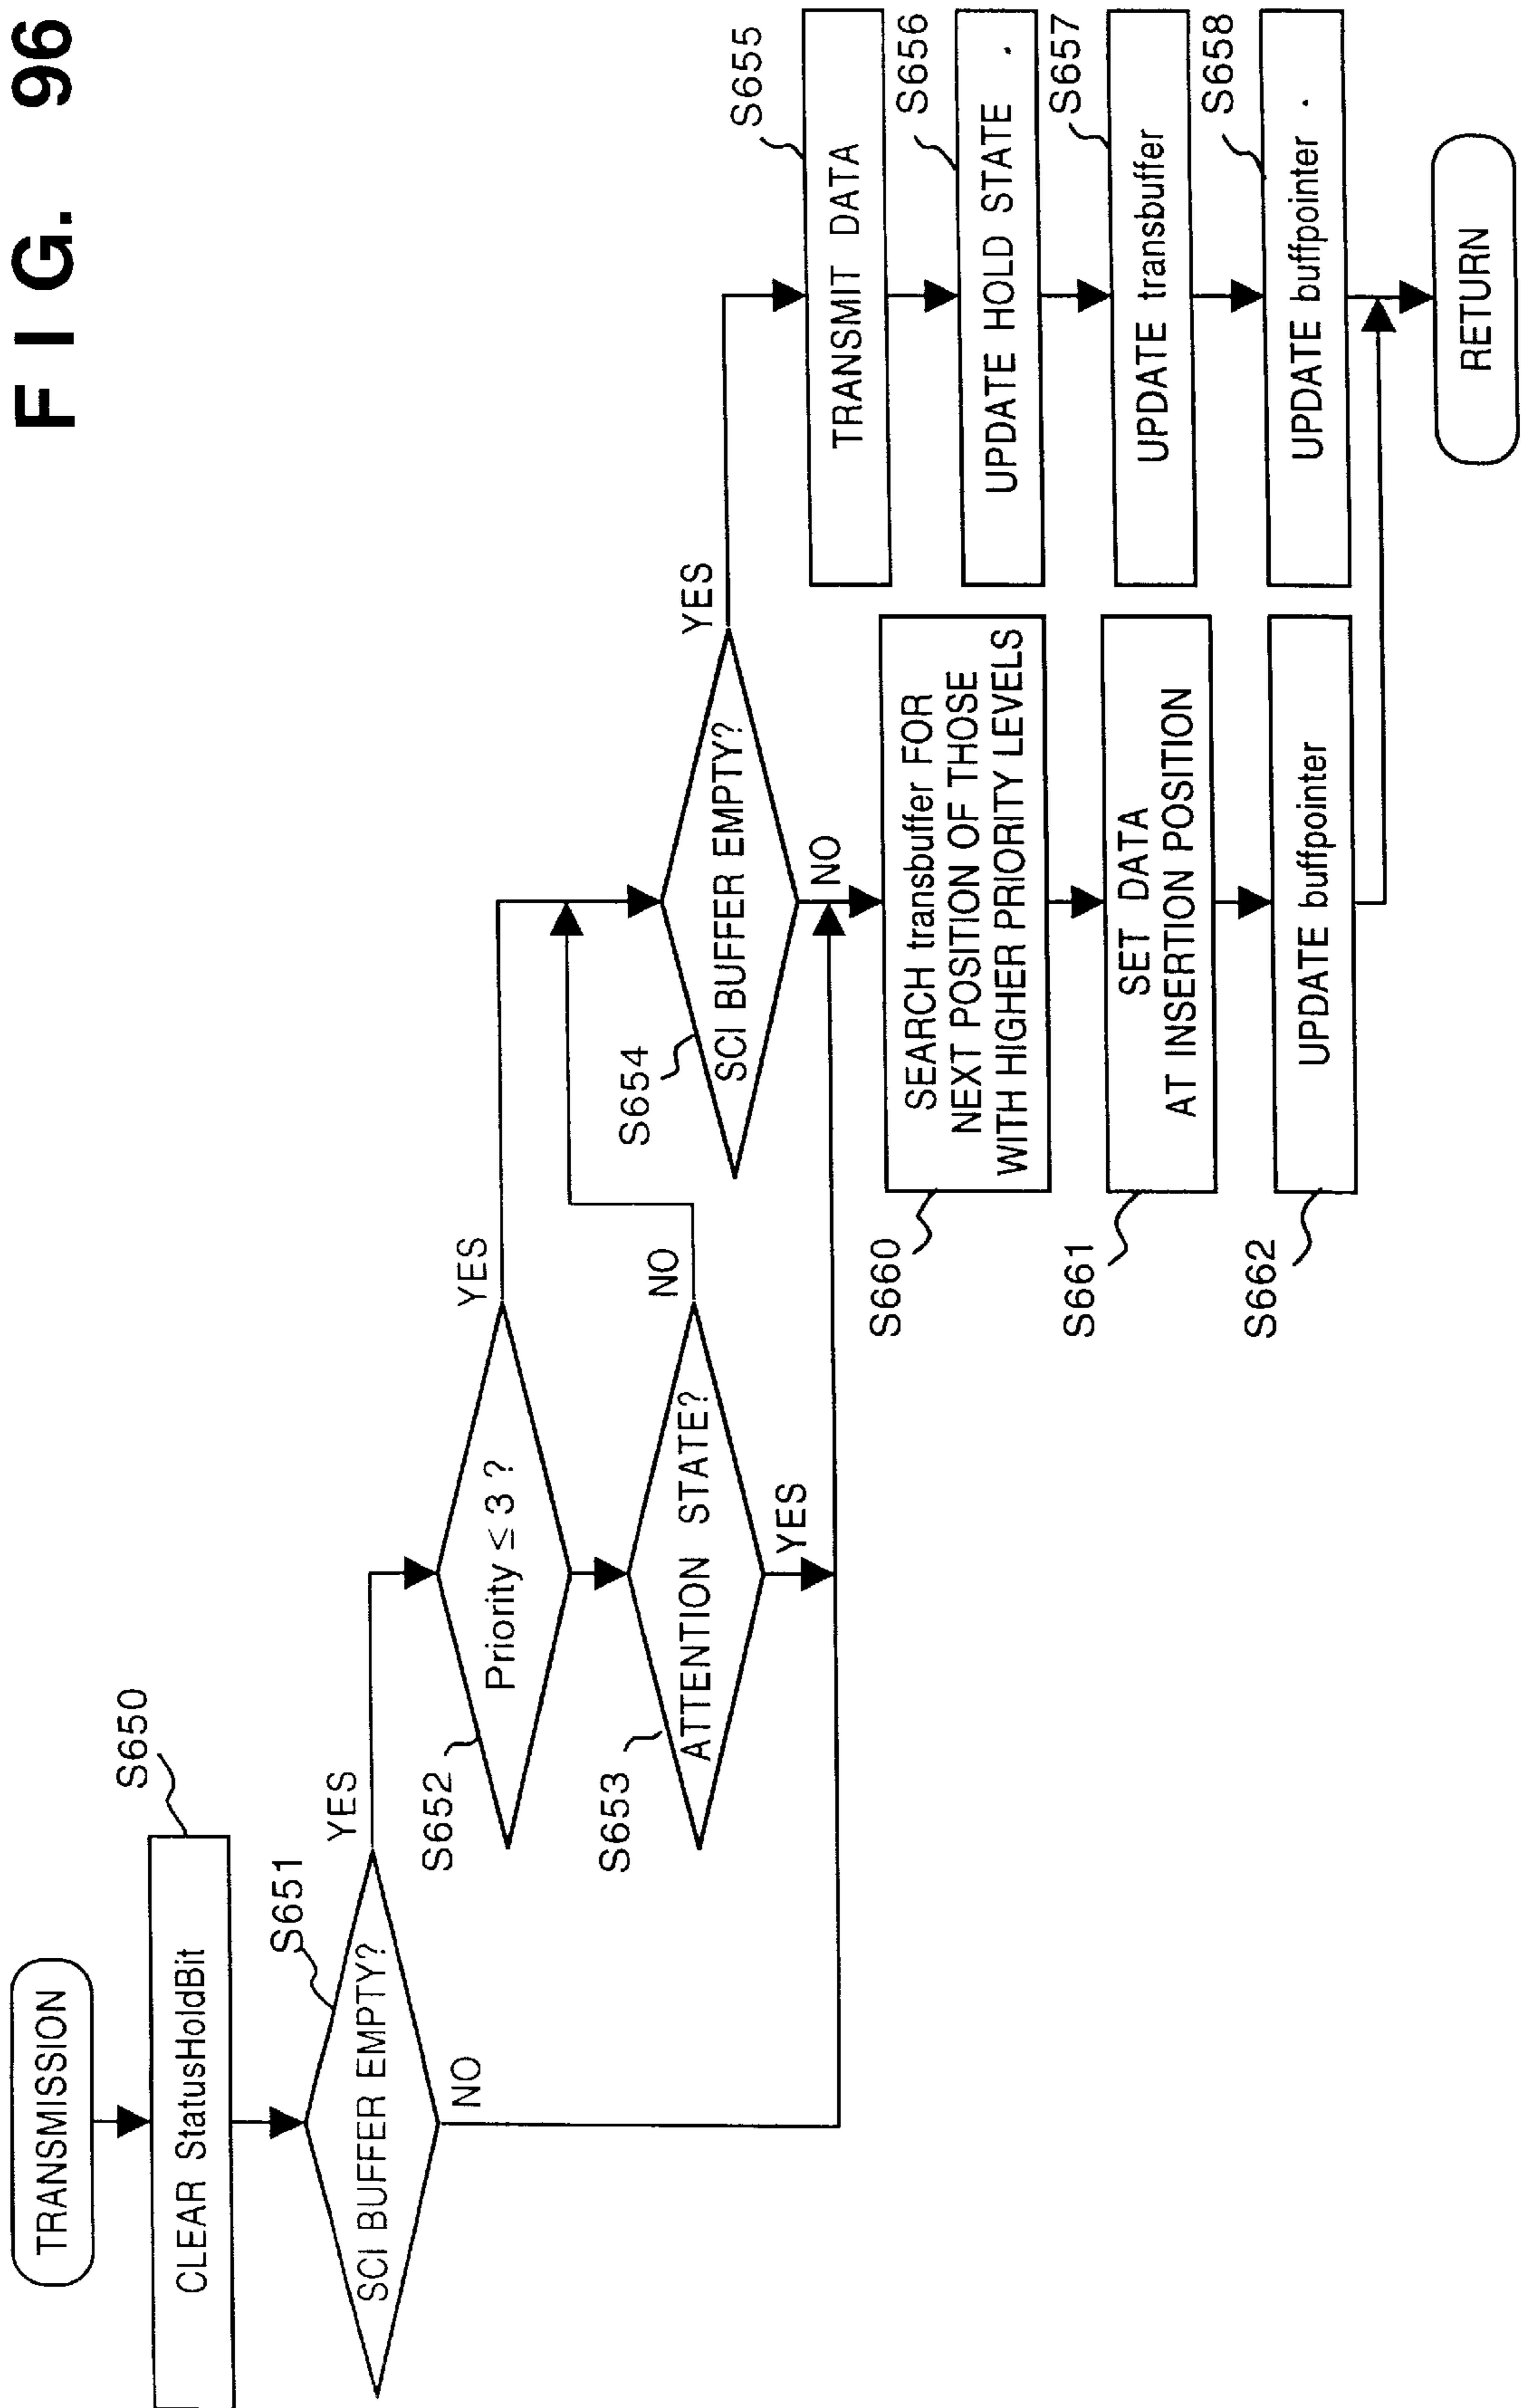 FIG. 96
TRANSMISSION
CLEAR StatusHoldBit
S650
SCI BUFFER EMPTY?
S651
YES
NO
Priority ≤ 3 ?
S652
YES
ATTENTION STATE?
S653
NO
YES
SCI BUFFER EMPTY?
S654
YES
NO
TRANSMIT DATA
S655
UPDATE HOLD STATE .
S656
UPDATE transbuffer
S657
UPDATE buffpointer .
S658
SEARCH transbuffer FOR
NEXT POSITION OF THOSE
WITH HIGHER PRIORITY LEVELS
S660
SET DATA
AT INSERTION POSITION
S661
UPDATE buffpointer
S662
RETURN